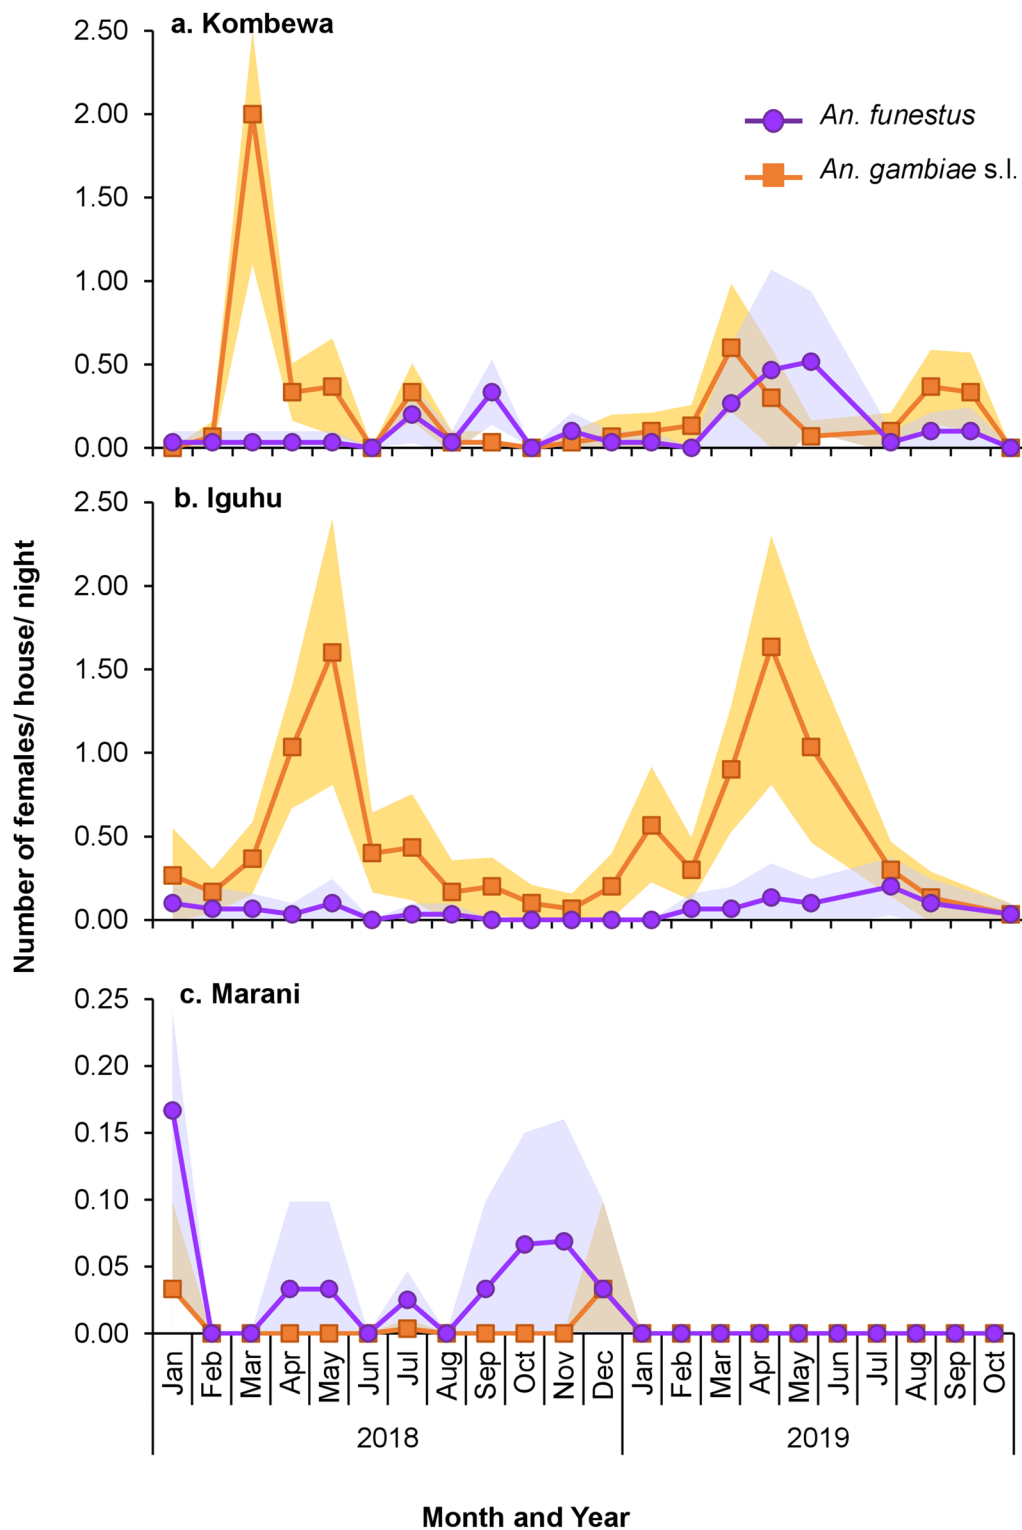 a. Kombewa
2.50
2.00
1.50
1.00
0.50
0.00
An. funestus
An. gambiae s.l.
b. Iguhu
2.50
2.00
1.50
1.00
0.50
0.00
Number of females/ house/ night
c. Marani
0.25
0.20
0.15
0.10
0.05
0.00
Jan Feb Mar Apr May Jun Jul Aug Sep Oct Nov Dec Jan Feb Mar Apr May Jun Jul Aug Sep Oct
2018 2019
Month and Year